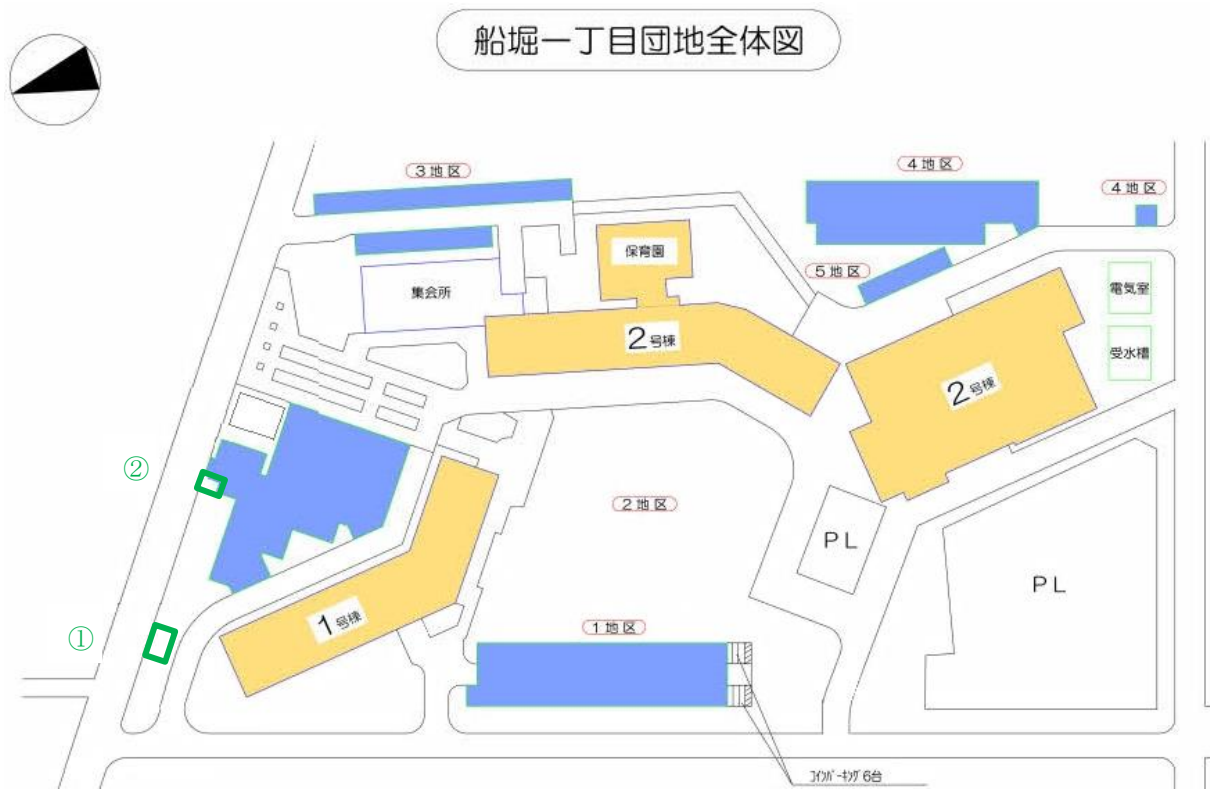 船堀一丁目団地全体図
3地区
4地区
4地区
保育園
5地区
集会所
電気室
2号棟
受水槽
2号棟
②
2地区
PL
PL
1号棟
①
1地区
ｺｲﾝﾊﾟｰｷﾝｸﾞ6台